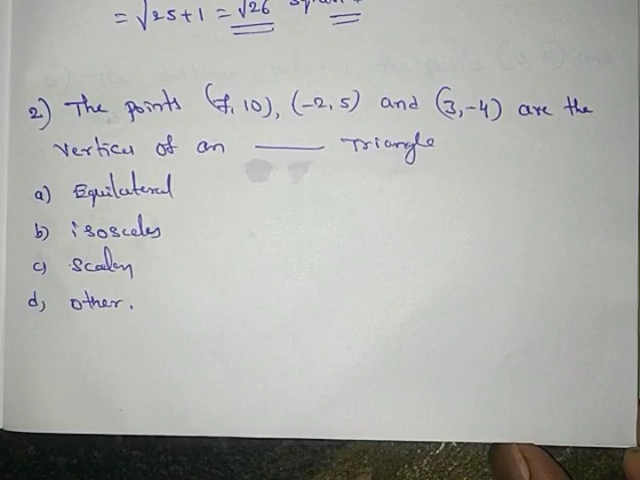 = √25+1 = √26
2) The points (7, 10), (-2, 5) and (3, -4) are the
vertices of an ____ Triangle
a) Equilateral
b) isosceles
c) scalen
d) other.